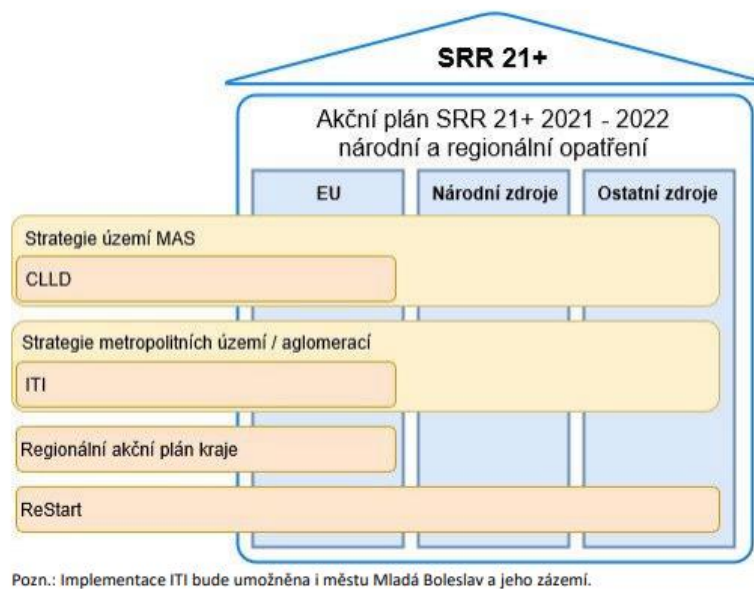 SRR 21+
Akční plán SRR 21+ 2021 - 2022
národní a regionální opatření
EU
Národní zdroje
Ostatní zdroje
Strategie území MAS
CLLD
Strategie metropolitních území / aglomerací
ITI
Regionální akční plán kraje
ReStart
Pozn.: Implementace ITI bude umožněna i městu Mladá Boleslav a jeho zázemí.